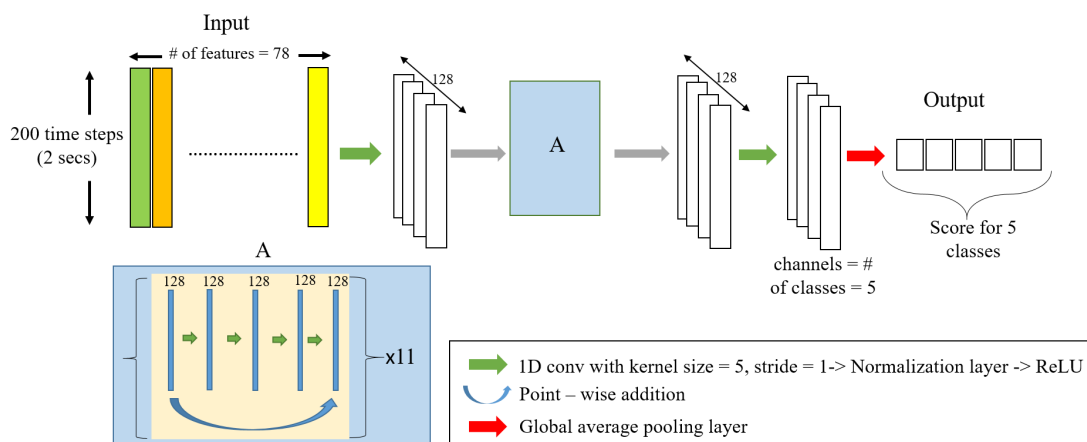 Input
# of features = 78
200 time steps
(2 secs)
128
A
128
Output
Score for 5
classes
channels = #
of classes = 5
A
128 128 128 128 128
x11
1D conv with kernel size = 5, stride = 1-> Normalization layer -> ReLU
Point – wise addition
Global average pooling layer